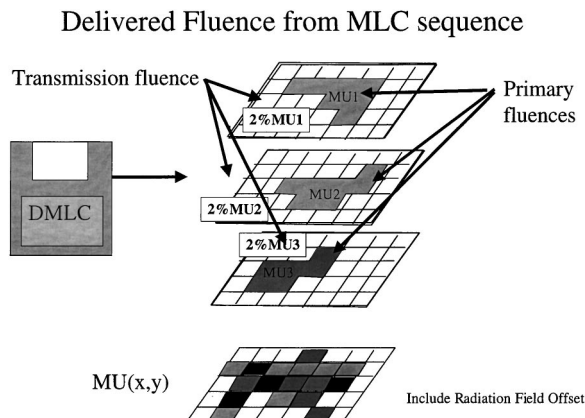 Delivered Fluence from MLC sequence
Transmission fluence
MU1
Primary
fluences
2%MU1
DMLC
MU2
2%MU2
2%MU3
MU3
MU(x,y)
Include Radiation Field Offset